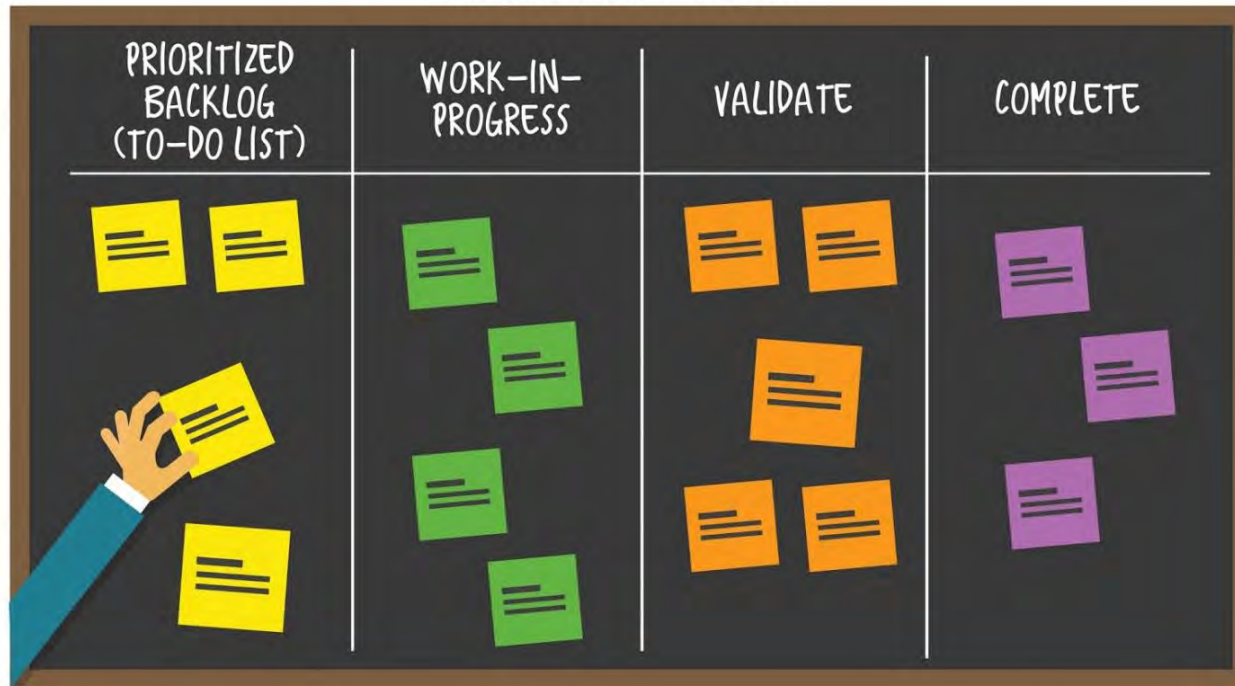 PRIORITIZED
BACKLOG
(TO-DO LIST)
WORK-IN-
PROGRESS
VALIDATE
COMPLETE